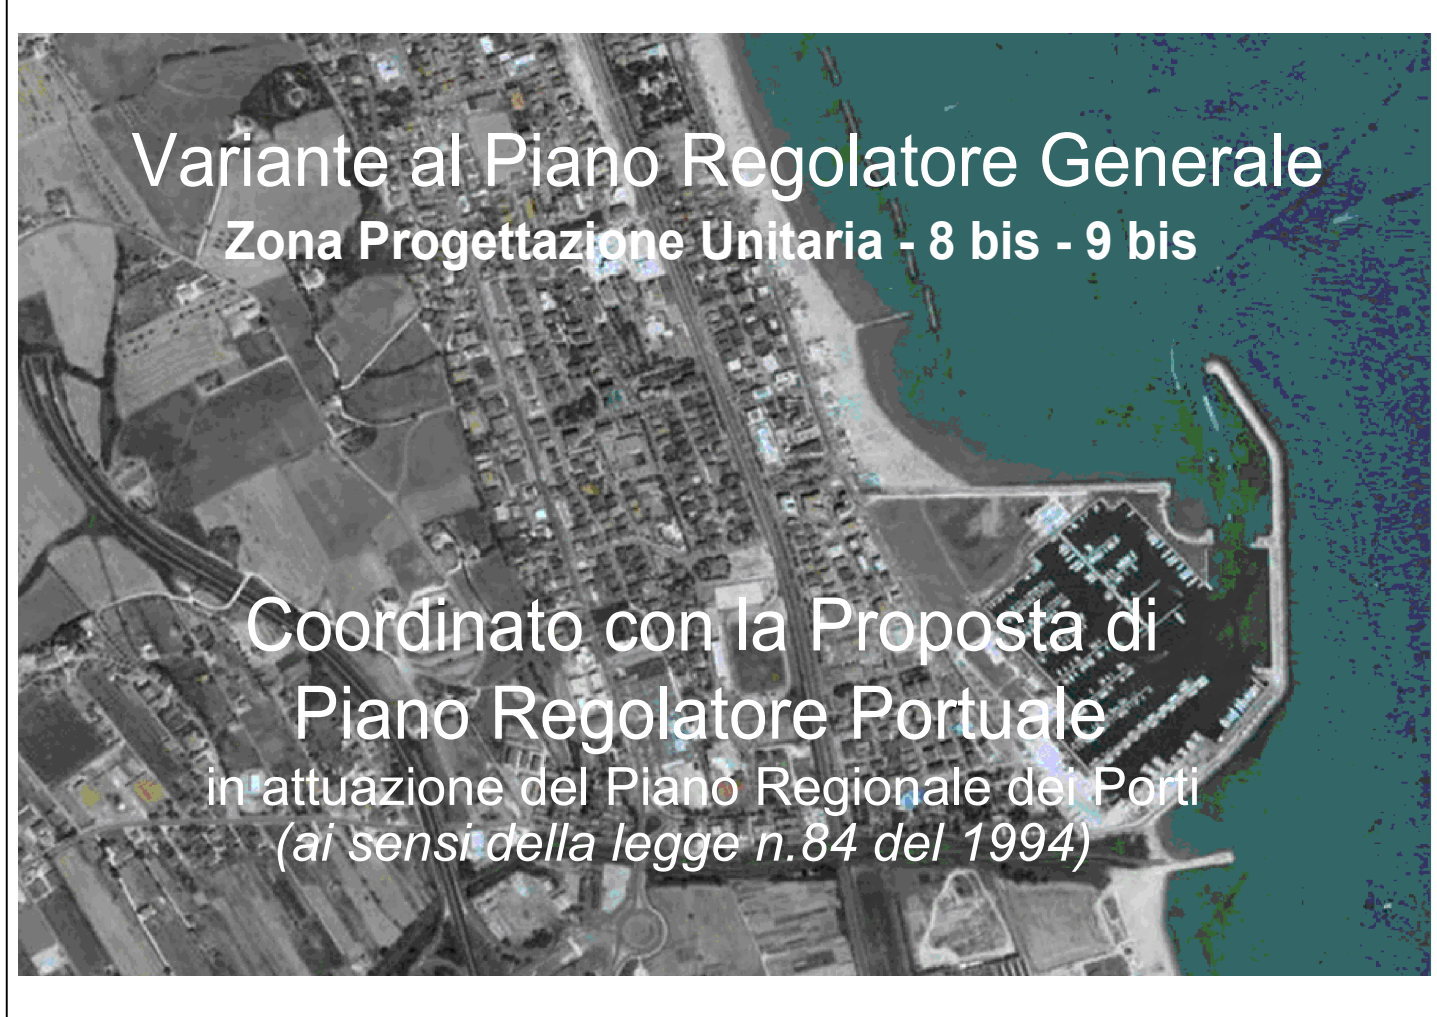 Variante al Piano Regolatore Generale
Zona Progettazione Unitaria - 8 bis - 9 bis
Coordinato con la Proposta di
Piano Regolatore Portuale
in attuazione del Piano Regionale dei Porti
(ai sensi della legge n.84 del 1994)